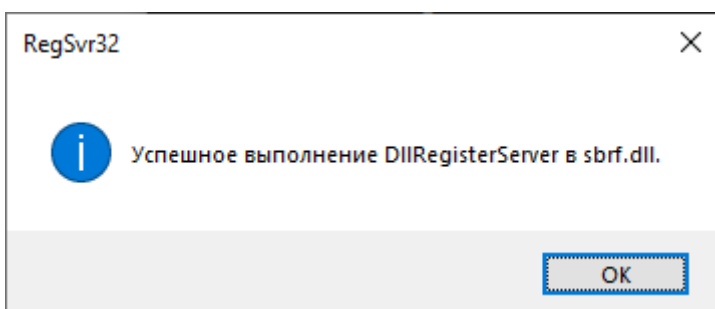 RegSvr32
Успешное выполнение DllRegisterServer в sbrf.dll.
OK